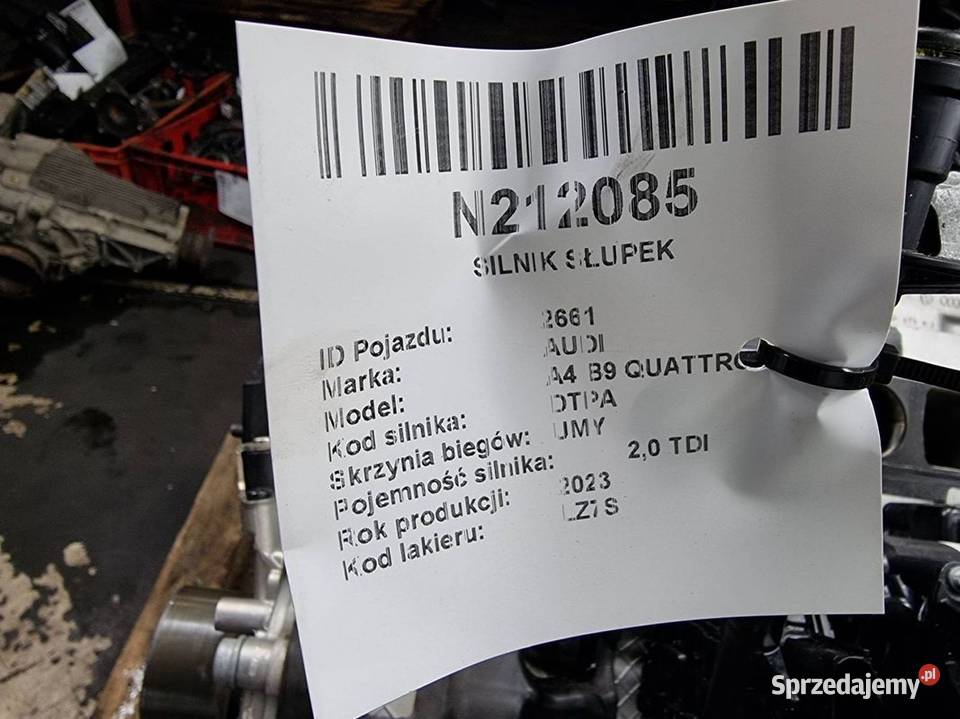 N212085
SILNIK SŁUPEK
ID Pojazdu: 2661
Marka: AUDI
Model: A4 B9 QUATTRO
Kod silnika: DTPA
Skrzynia biegów: UMY
Pojemność silnika: 2,0 TDI
Rok produkcji: 2023
Kod lakieru: LZ7S
Sprzedajemy.pl